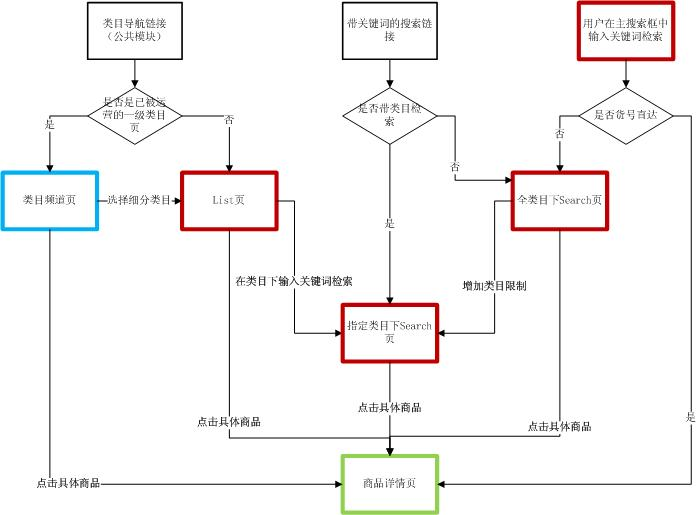 类目导航链接
（公共模块）
带关键词的搜索链
接
用户在主搜索框中
输入关键词检索
是否是已被运
营的一级类目
页
是否带类目检
索
是否货号直达
是
否
否
否
类目频道页
选择细分类目
List页
全类目下Search页
是
在类目下输入关键词检索
增加类目限制
指定类目下Search
页
点击具体商品
点击具体商品
点击具体商品
是
点击具体商品
商品详情页